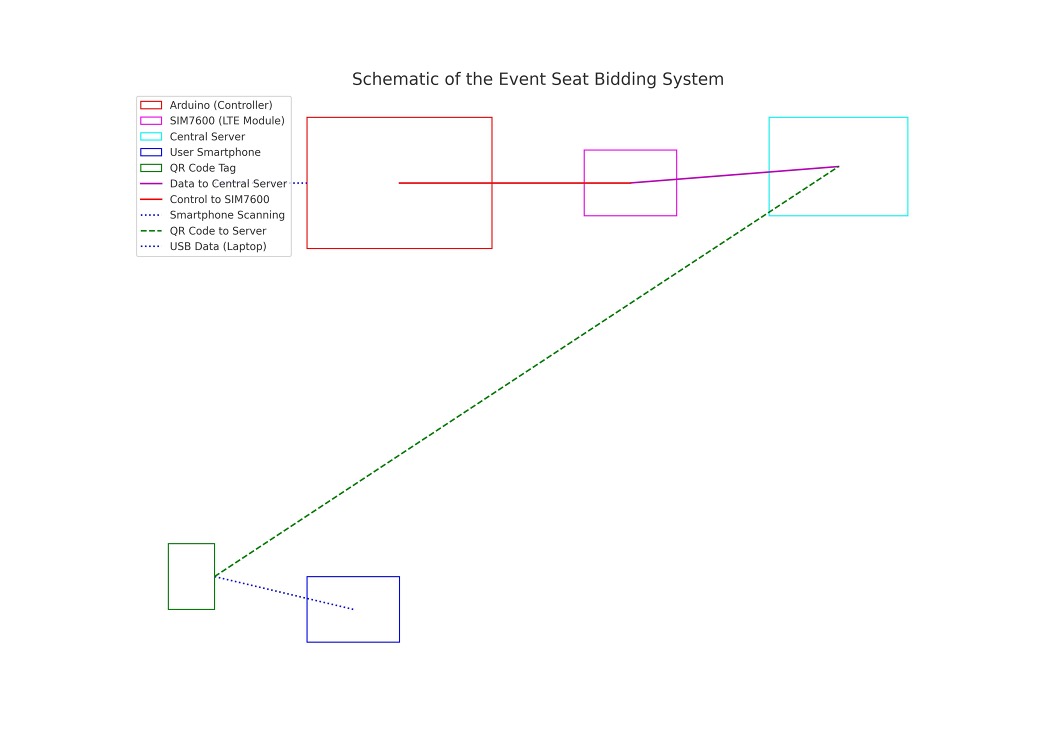 Schematic of the Event Seat Bidding System
Arduino (Controller)
SIM7600 (LTE Module)
Central Server
User Smartphone
QR Code Tag
Data to Central Server
Control to SIM7600
Smartphone Scanning
QR Code to Server
USB Data (Laptop)